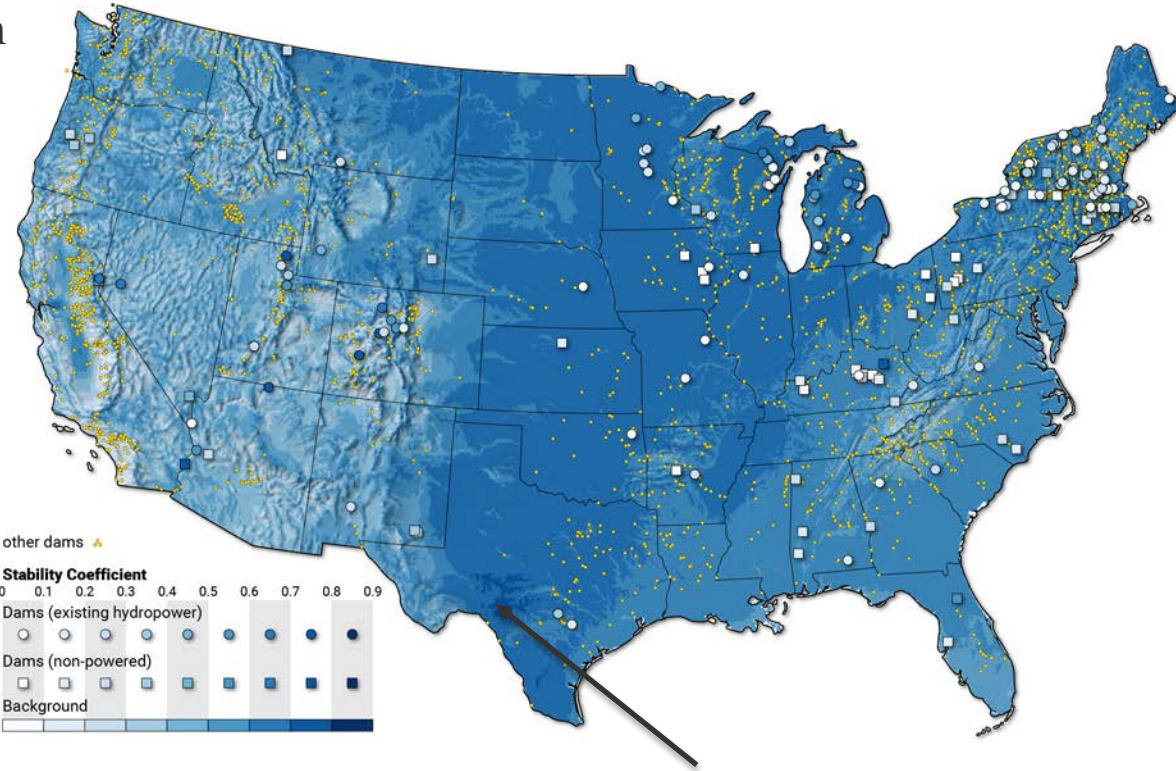 n
other dams
Stability Coefficient
0 0.1 0.2 0.3 0.4 0.5 0.6 0.7 0.8 0.9
Dams (existing hydropower)
Dams (non-powered)
Background